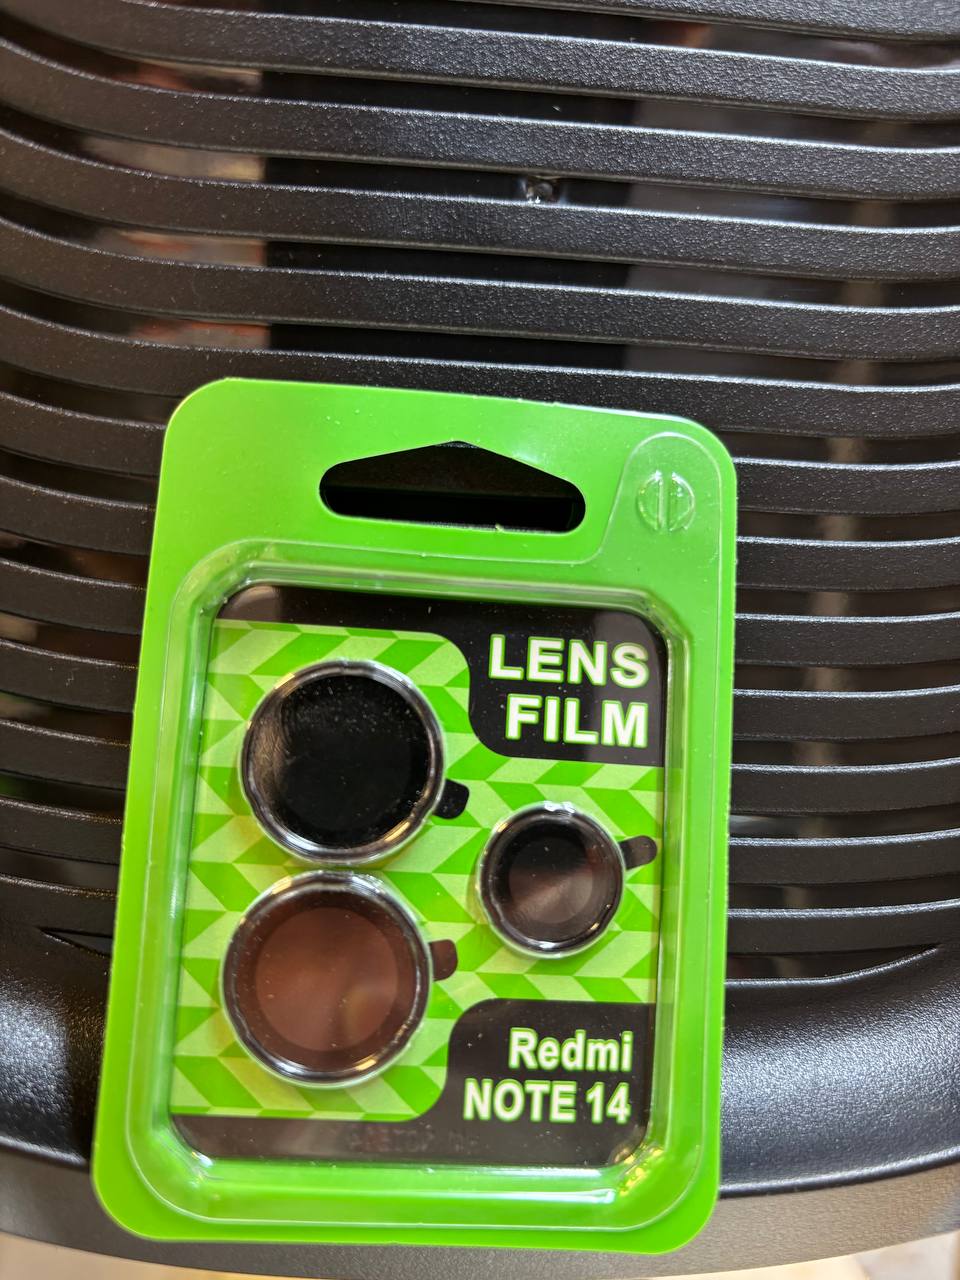 LENS
FILM
Redmi
NOTE 14